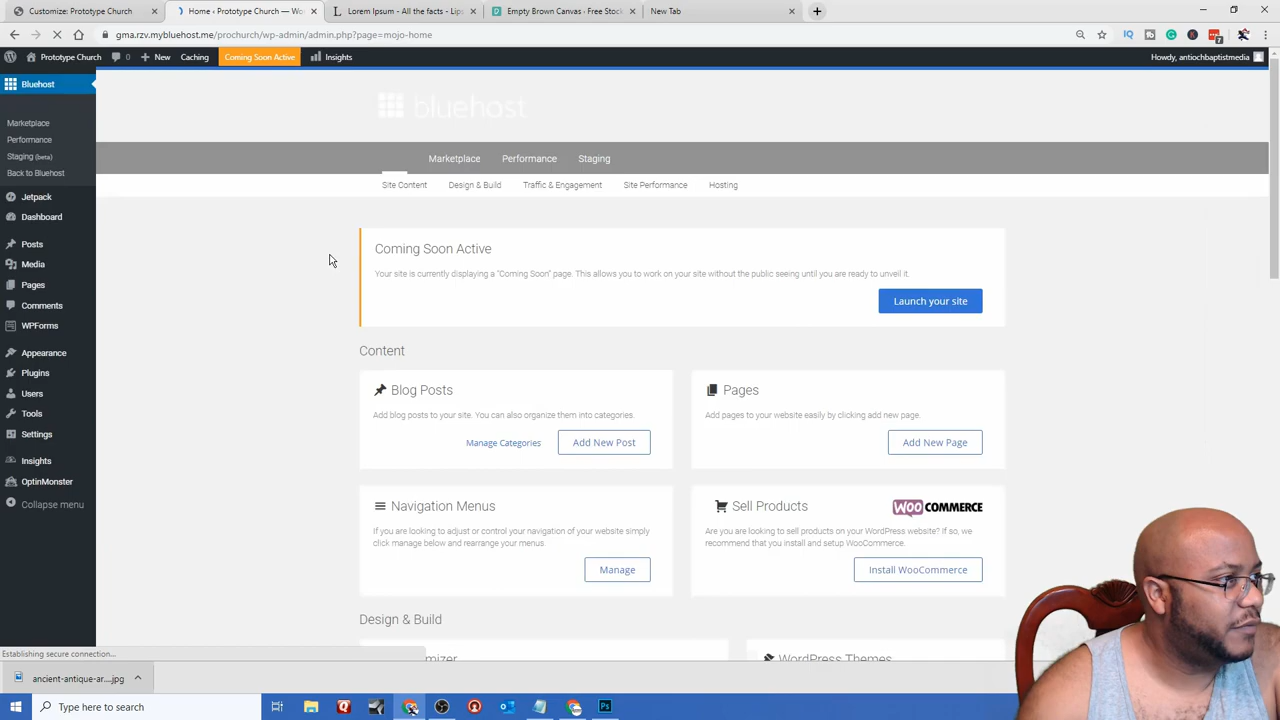 Customize: Prototype Church
Home ‹ Prototype Church — Wo
Lorem Ipsum - All the facts - Lip
Empty Brown Canvas · Free Stock
New Tab
gma.rzv.mybluehost.me/prochurch/wp-admin/admin.php?page=mojo-home
Prototype Church
0
New
Caching
Coming Soon Active
Insights
Howdy, antiochbaptistmedia
Bluehost
Marketplace
Performance
Staging (beta)
Back to Bluehost
Jetpack
Dashboard
Posts
Media
Pages
Comments
WPForms
Appearance
Plugins
Users
Tools
Settings
Insights
OptinMonster
Collapse menu
bluehost
Marketplace Performance Staging
Site Content Design & Build Traffic & Engagement Site Performance Hosting
Coming Soon Active
Your site is currently displaying a "Coming Soon" page. This allows you to work on your site without the public seeing until you are ready to unveil it.
Launch your site
Content
Blog Posts
Add blog posts to your site. You can also organize them into categories.
Manage Categories
Add New Post
Pages
Add pages to your website easily by clicking add new page.
Add New Page
Navigation Menus
If you are looking to adjust or control your navigation of your website simply
click manage below and rearrange your menus.
Manage
Sell Products
WOO COMMERCE
Are you looking to sell products on your WordPress website? If so, we
recommend that you install and setup WooCommerce.
Install WooCommerce
Design & Build
mizer
WordPress Themes
Establishing secure connection...
ancient-antique-ar....jpg
Type here to search
Ps